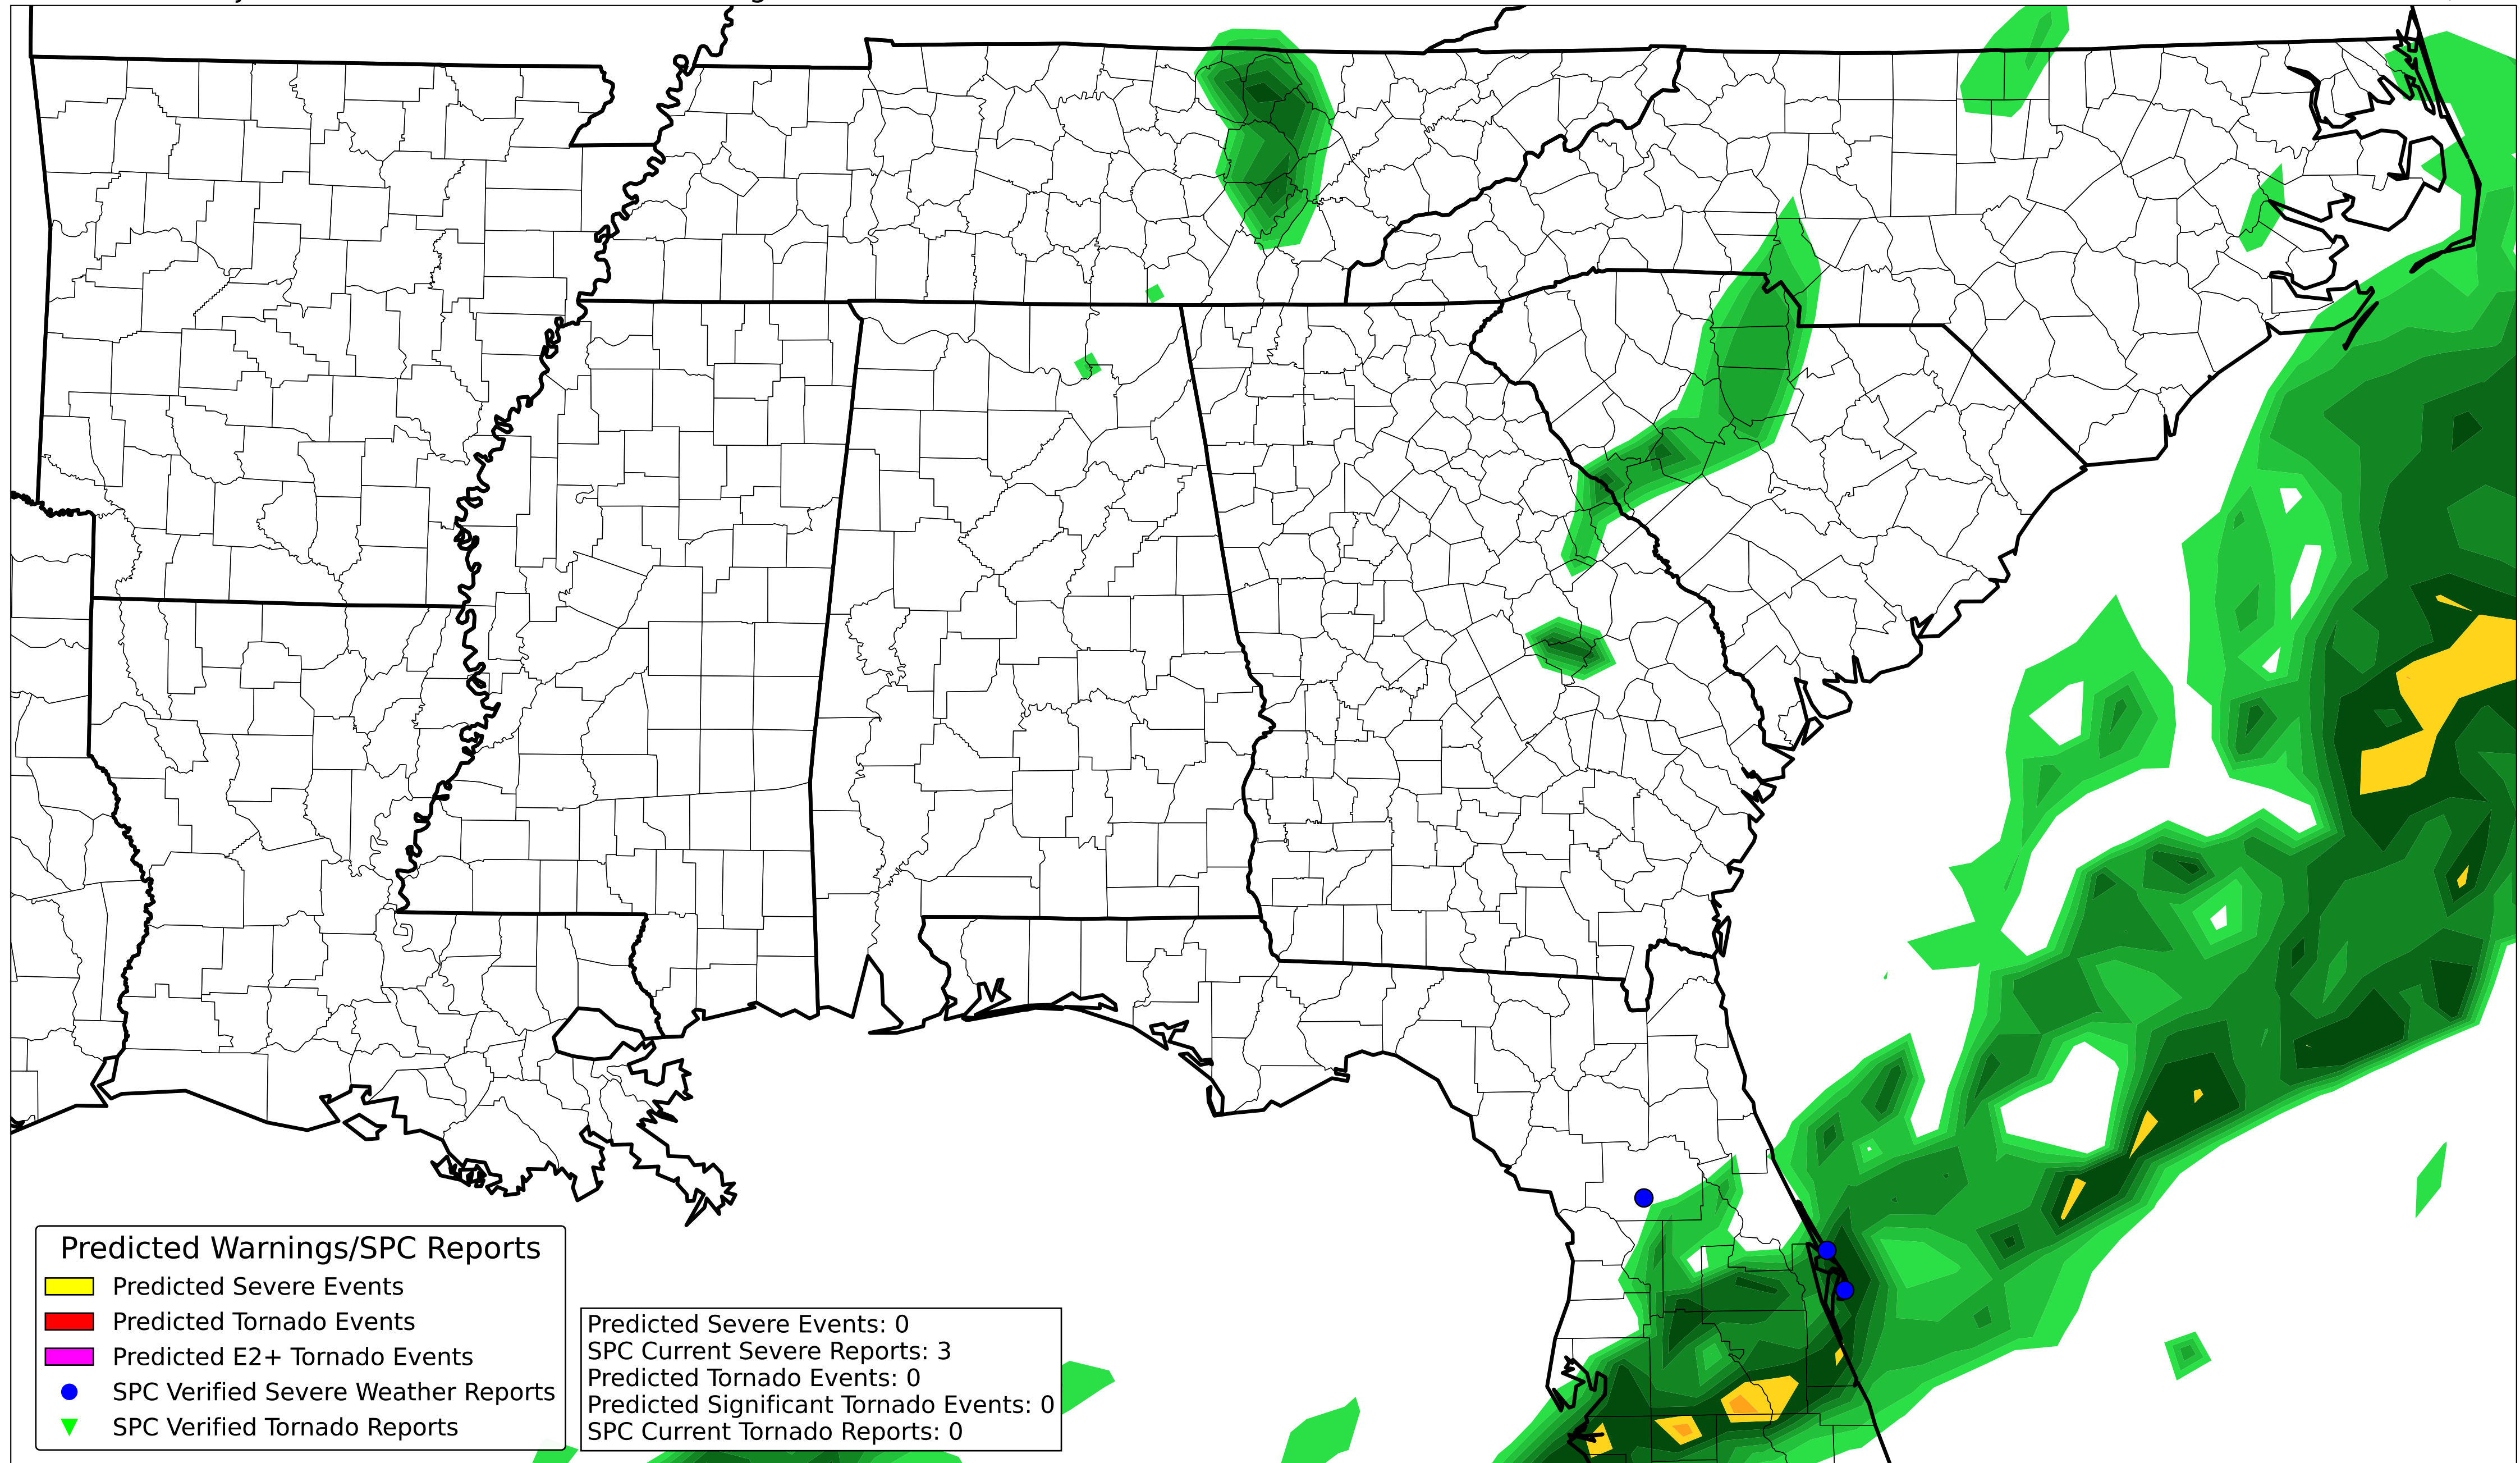 Predicted Warnings/SPC Reports
Predicted Severe Events
Predicted Tornado Events
Predicted E2+ Tornado Events
SPC Verified Severe Weather Reports
SPC Verified Tornado Reports
Predicted Severe Events: 0
SPC Current Severe Reports: 3
Predicted Tornado Events: 0
Predicted Significant Tornado Events: 0
SPC Current Tornado Reports: 0